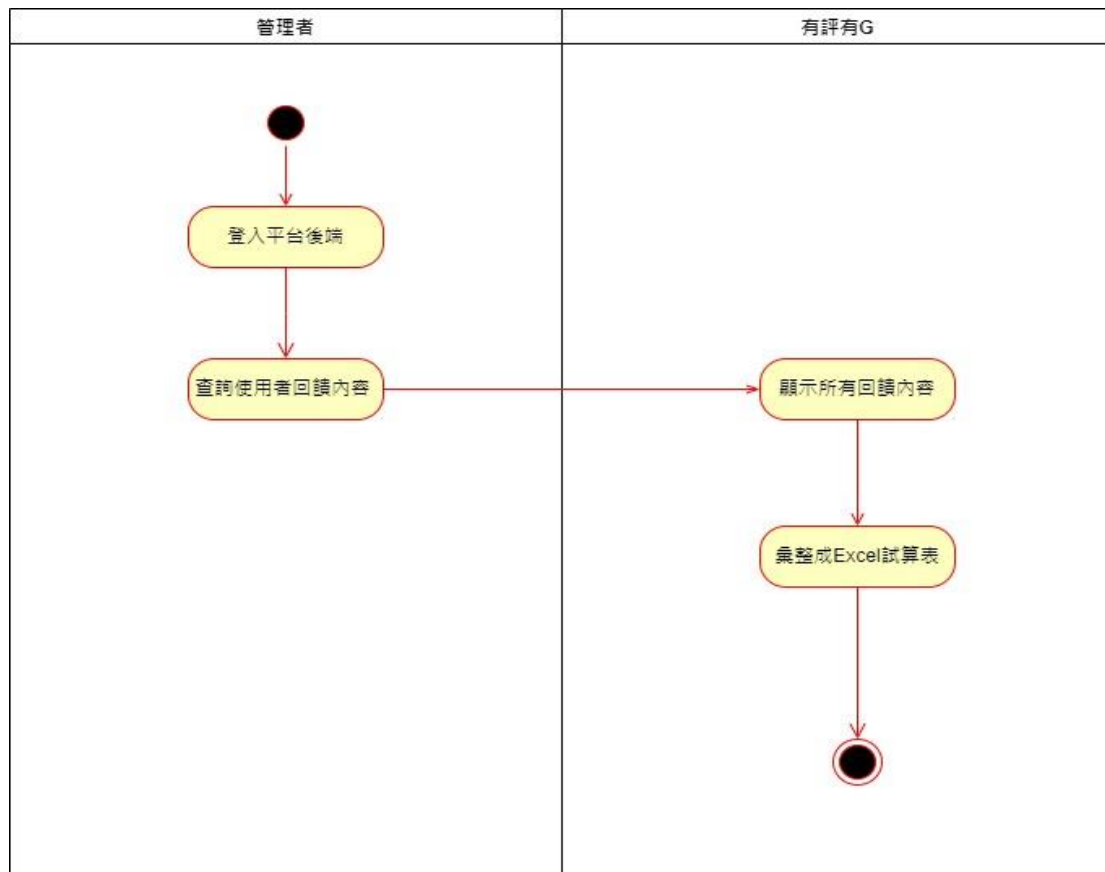 管理者
有評有G
登入平台後端
查詢使用者回饋內容
顯示所有回饋內容
彙整成Excel試算表